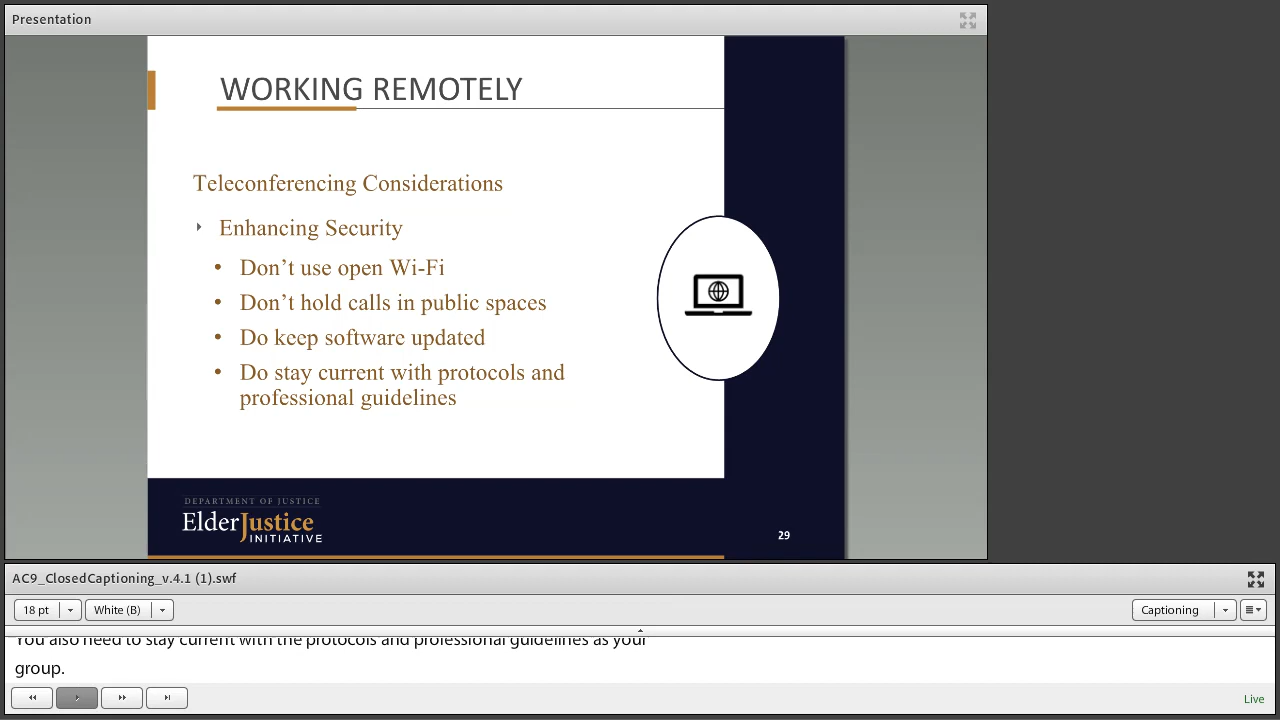 Presentation
WORKING REMOTELY
Teleconferencing Considerations
Enhancing Security
• Don’t use open Wi-Fi
• Don’t hold calls in public spaces
• Do keep software updated
• Do stay current with protocols and
professional guidelines
DEPARTMENT OF JUSTICE
ElderJustice
INITIATIVE
29
AC9_ClosedCaptioning_v.4.1 (1).swf
18 pt
White (B)
Captioning
You also need to stay current with the protocols and professional guidelines as your
group.
Live